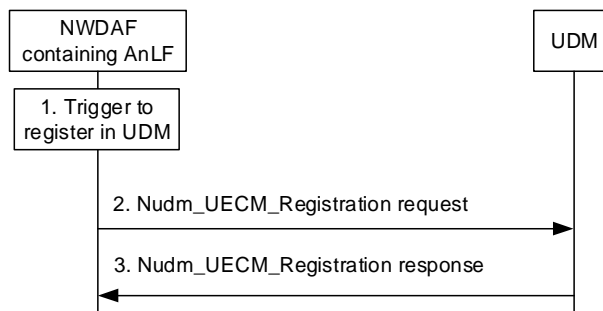 NWDAF
containing AnLF
UDM
1. Trigger to
register in UDM
2. Nudm_UECM_Registration request
3. Nudm_UECM_Registration response